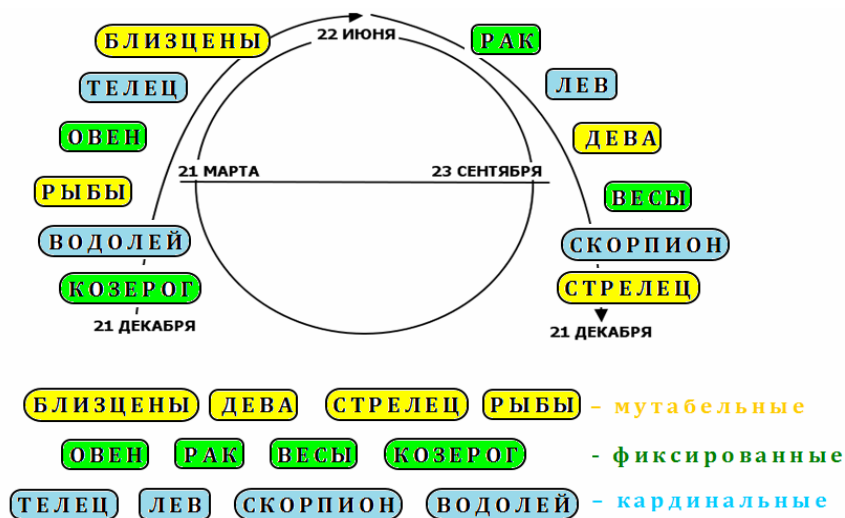 БЛИЗЦЕНЫ
22 ИЮНЯ
РАК
ТЕЛЕЦ
ЛЕВ
ОВЕН
ДЕВА
21 МАРТА
23 СЕНТЯБРЯ
РЫБЫ
ВЕСЫ
ВОДОЛЕЙ
СКОРПИОН
КОЗЕРОГ
СТРЕЛЕЦ
21 ДЕКАБРЯ
21 ДЕКАБРЯ
БЛИЗЦЕНЫ ДЕВА СТРЕЛЕЦ РЫБЫ – мутабельные
ОВЕН РАК ВЕСЫ КОЗЕРОГ - фиксированные
ТЕЛЕЦ ЛЕВ СКОРПИОН ВОДОЛЕЙ – кардинальные